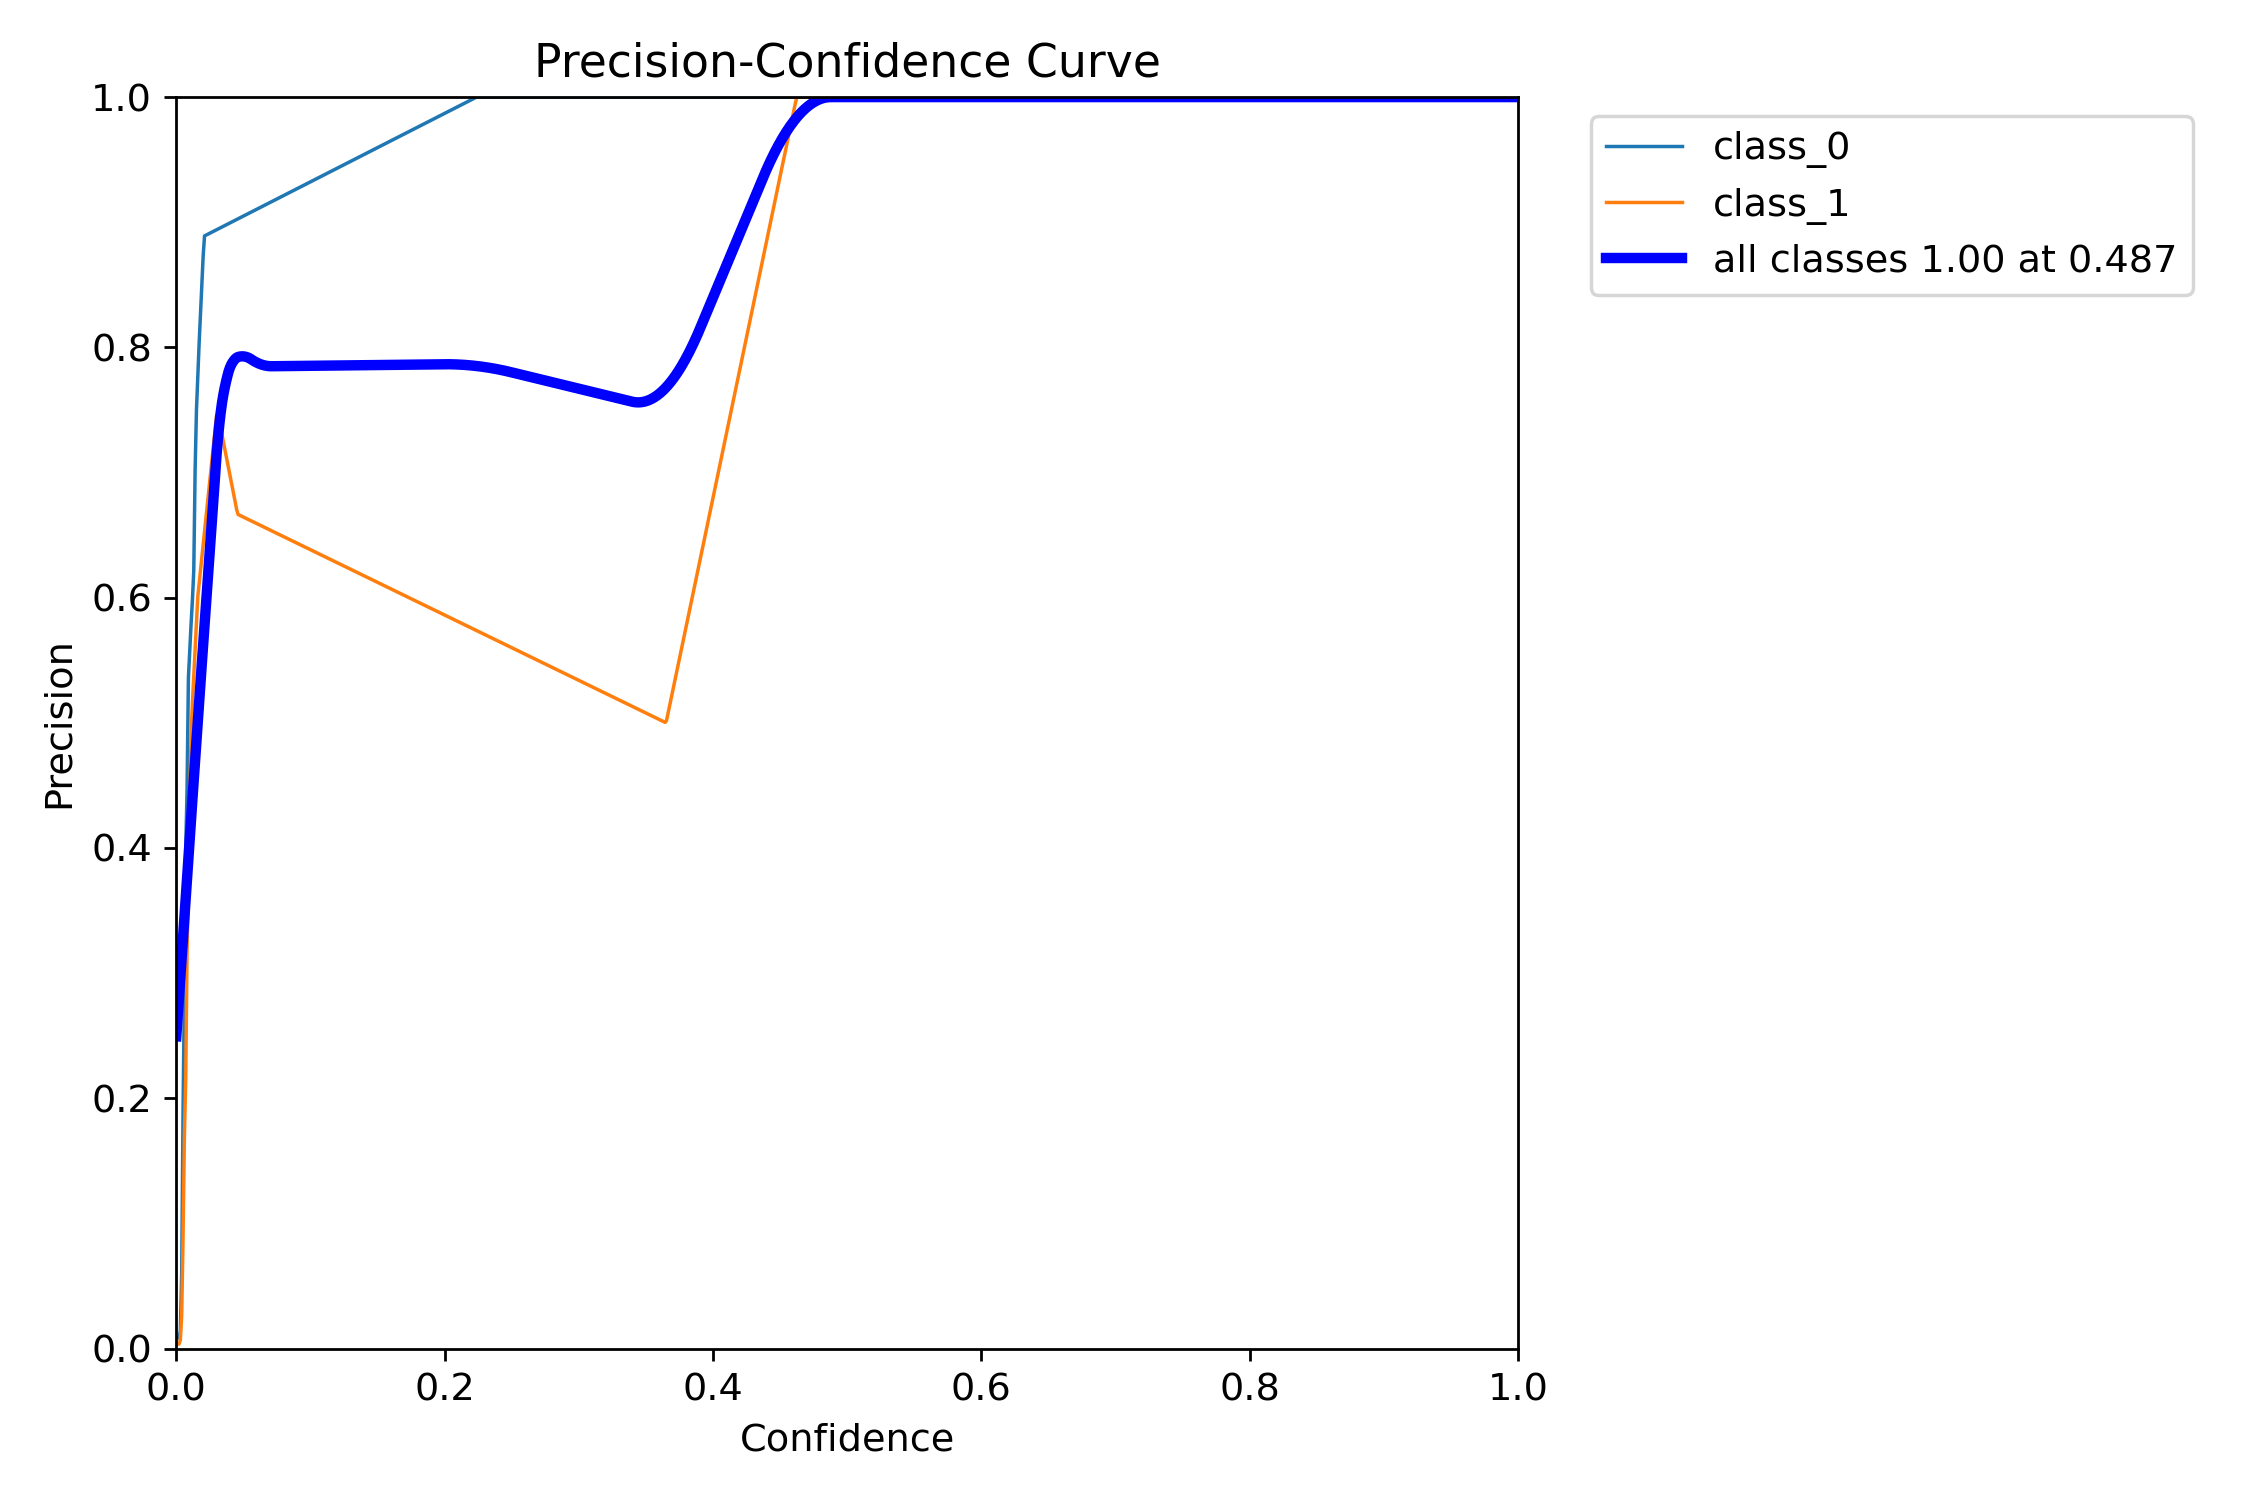 Precision-Confidence Curve
1.0
0.8
0.6
0.4
0.2
0.0
Precision
0.0 0.2 0.4 0.6 0.8 1.0
Confidence
class_0
class_1
all classes 1.00 at 0.487